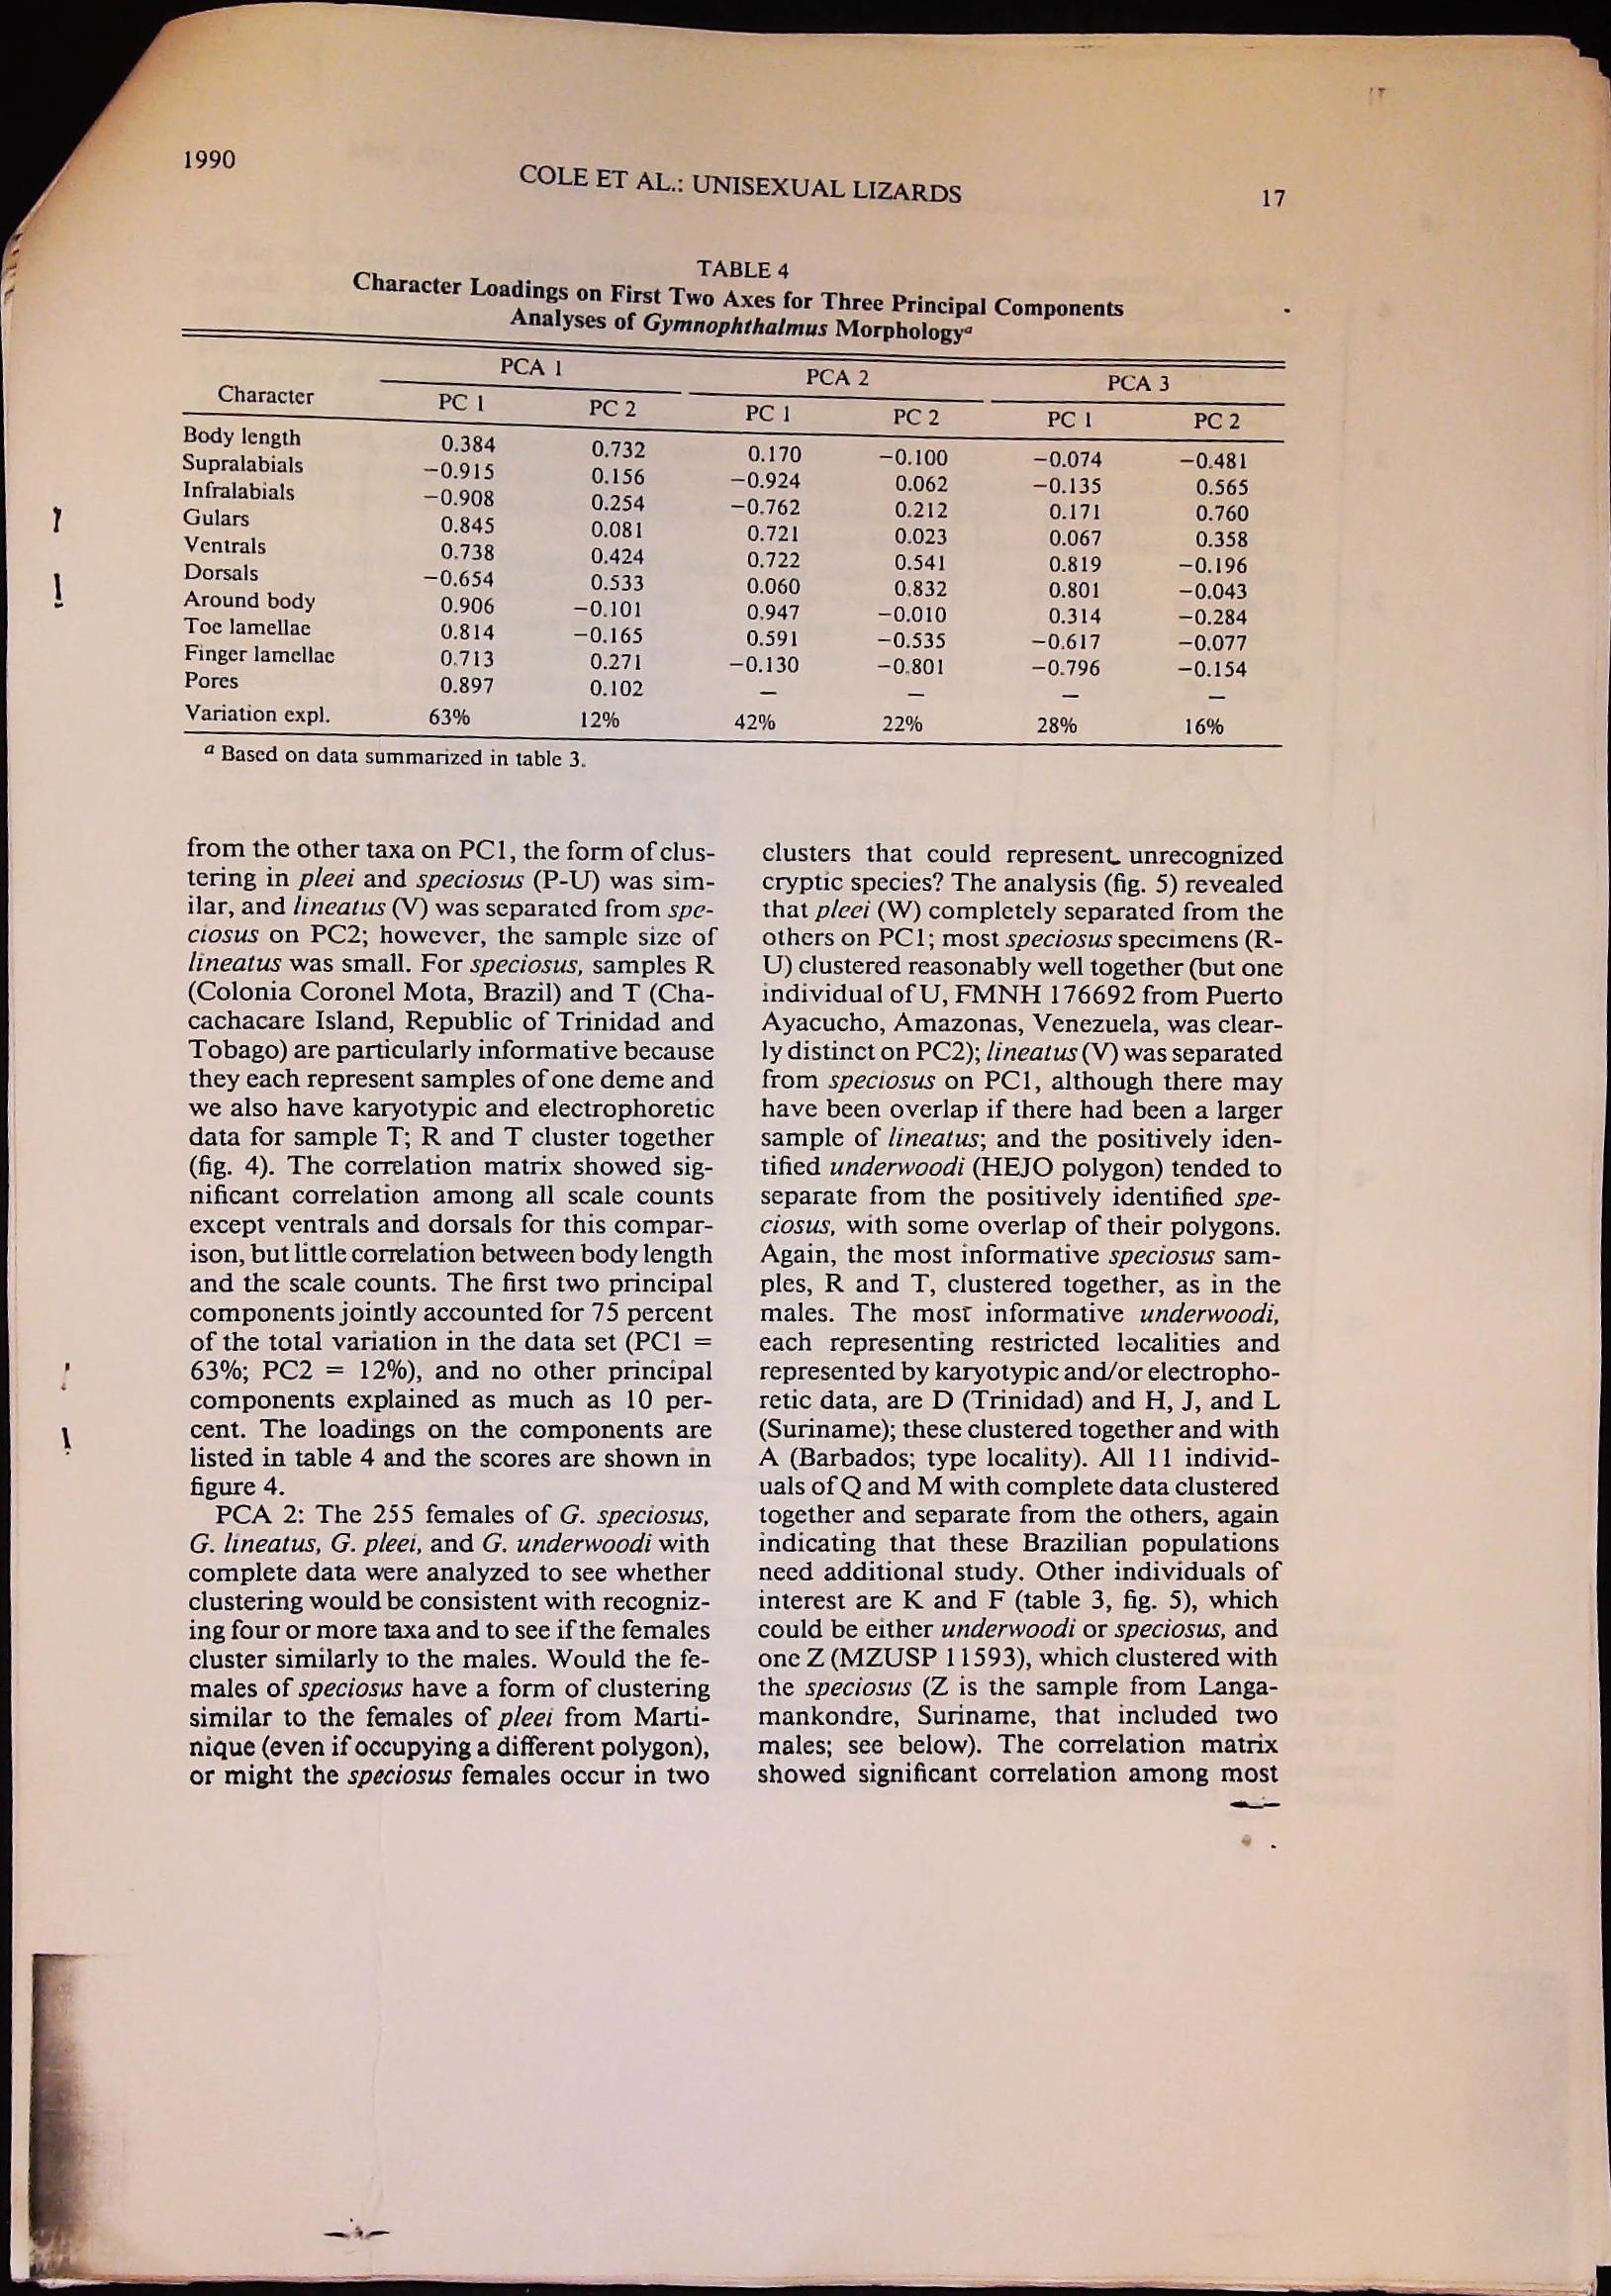 1990
COLE ET AL.: UNISEXUAL LIZARDS
17
TABLE 4
Character Loadings on First Two Axes for Three Principal Components
Analyses of Gymnophthalmus Morphologyª
PCA 1 PCA 2 PCA 3
Character PC 1 PC 2 PC 1 PC 2 PC 1 PC 2
Body length 0.384 0.732 0.170 −0.100 −0.074 −0.481
Supralabials −0.915 0.156 −0.924 0.062 −0.135 0.565
Infralabials −0.908 0.254 −0.762 0.212 0.171 0.760
Gulars 0.845 0.081 0.721 0.023 0.067 0.358
Ventrals 0.738 0.424 0.722 0.541 0.819 −0.196
Dorsals −0.654 0.533 0.060 0.832 0.801 −0.043
Around body 0.906 −0.101 0.947 −0.010 0.314 −0.284
Toe lamellae 0.814 −0.165 0.591 −0.535 −0.617 −0.077
Finger lamellae 0.713 0.271 −0.130 −0.801 −0.796 −0.154
Pores 0.897 0.102 — — — —
Variation expl. 63% 12% 42% 22% 28% 16%
ª Based on data summarized in table 3.
from the other taxa on PC1, the form of clus-
tering in pleei and speciosus (P-U) was sim-
ilar, and lineatus (V) was separated from spe-
ciosus on PC2; however, the sample size of
lineatus was small. For speciosus, samples R
(Colonia Coronel Mota, Brazil) and T (Cha-
cachacare Island, Republic of Trinidad and
Tobago) are particularly informative because
they each represent samples of one deme and
we also have karyotypic and electrophoretic
data for sample T; R and T cluster together
(fig. 4). The correlation matrix showed sig-
nificant correlation among all scale counts
except ventrals and dorsals for this compar-
ison, but little correlation between body length
and the scale counts. The first two principal
components jointly accounted for 75 percent
of the total variation in the data set (PC1 =
63%; PC2 = 12%), and no other principal
components explained as much as 10 per-
cent. The loadings on the components are
listed in table 4 and the scores are shown in
figure 4.
PCA 2: The 255 females of G. speciosus,
G. lineatus, G. pleei, and G. underwoodi with
complete data were analyzed to see whether
clustering would be consistent with recogniz-
ing four or more taxa and to see if the females
cluster similarly to the males. Would the fe-
males of speciosus have a form of clustering
similar to the females of pleei from Marti-
nique (even if occupying a different polygon),
or might the speciosus females occur in two
clusters that could represent unrecognized
cryptic species? The analysis (fig. 5) revealed
that pleei (W) completely separated from the
others on PC1; most speciosus specimens (R-
U) clustered reasonably well together (but one
individual of U, FMNH 176692 from Puerto
Ayacucho, Amazonas, Venezuela, was clear-
ly distinct on PC2); lineatus (V) was separated
from speciosus on PC1, although there may
have been overlap if there had been a larger
sample of lineatus; and the positively iden-
tified underwoodi (HEJO polygon) tended to
separate from the positively identified spe-
ciosus, with some overlap of their polygons.
Again, the most informative speciosus sam-
ples, R and T, clustered together, as in the
males. The most informative underwoodi,
each representing restricted localities and
represented by karyotypic and/or electropho-
retic data, are D (Trinidad) and H, J, and L
(Suriname); these clustered together and with
A (Barbados; type locality). All 11 individ-
uals of Q and M with complete data clustered
together and separate from the others, again
indicating that these Brazilian populations
need additional study. Other individuals of
interest are K and F (table 3, fig. 5), which
could be either underwoodi or speciosus, and
one Z (MZUSP 11593), which clustered with
the speciosus (Z is the sample from Langa-
mankondre, Suriname, that included two
males; see below). The correlation matrix
showed significant correlation among most